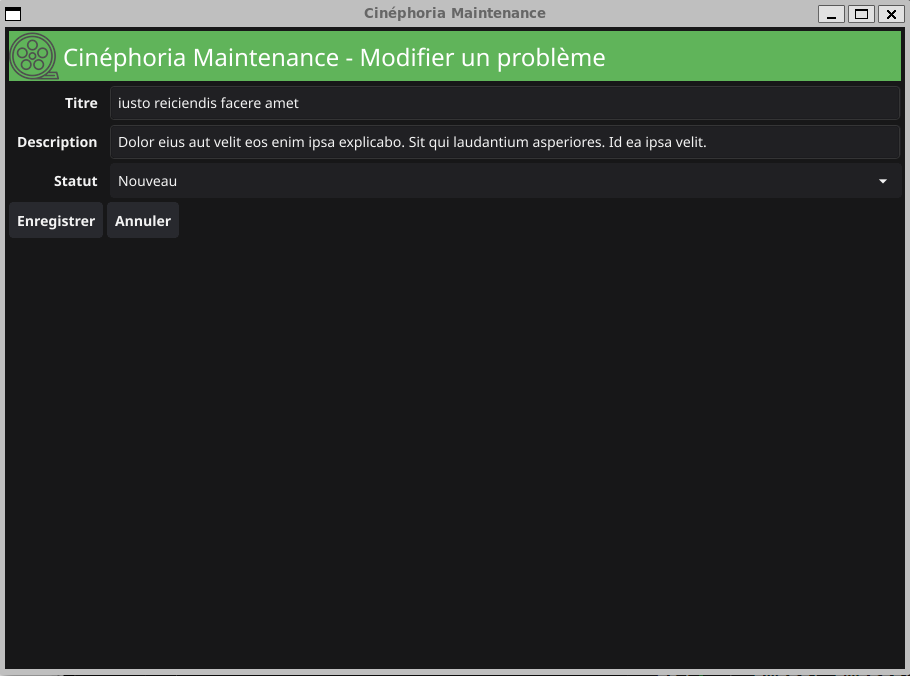 Cinéphoria Maintenance
Cinéphoria Maintenance - Modifier un problème
Titre iusto reiciendis facere amet
Description Dolor eius aut velit eos enim ipsa explicabo. Sit qui laudantium asperiores. Id ea ipsa velit.
Statut Nouveau
Enregistrer Annuler